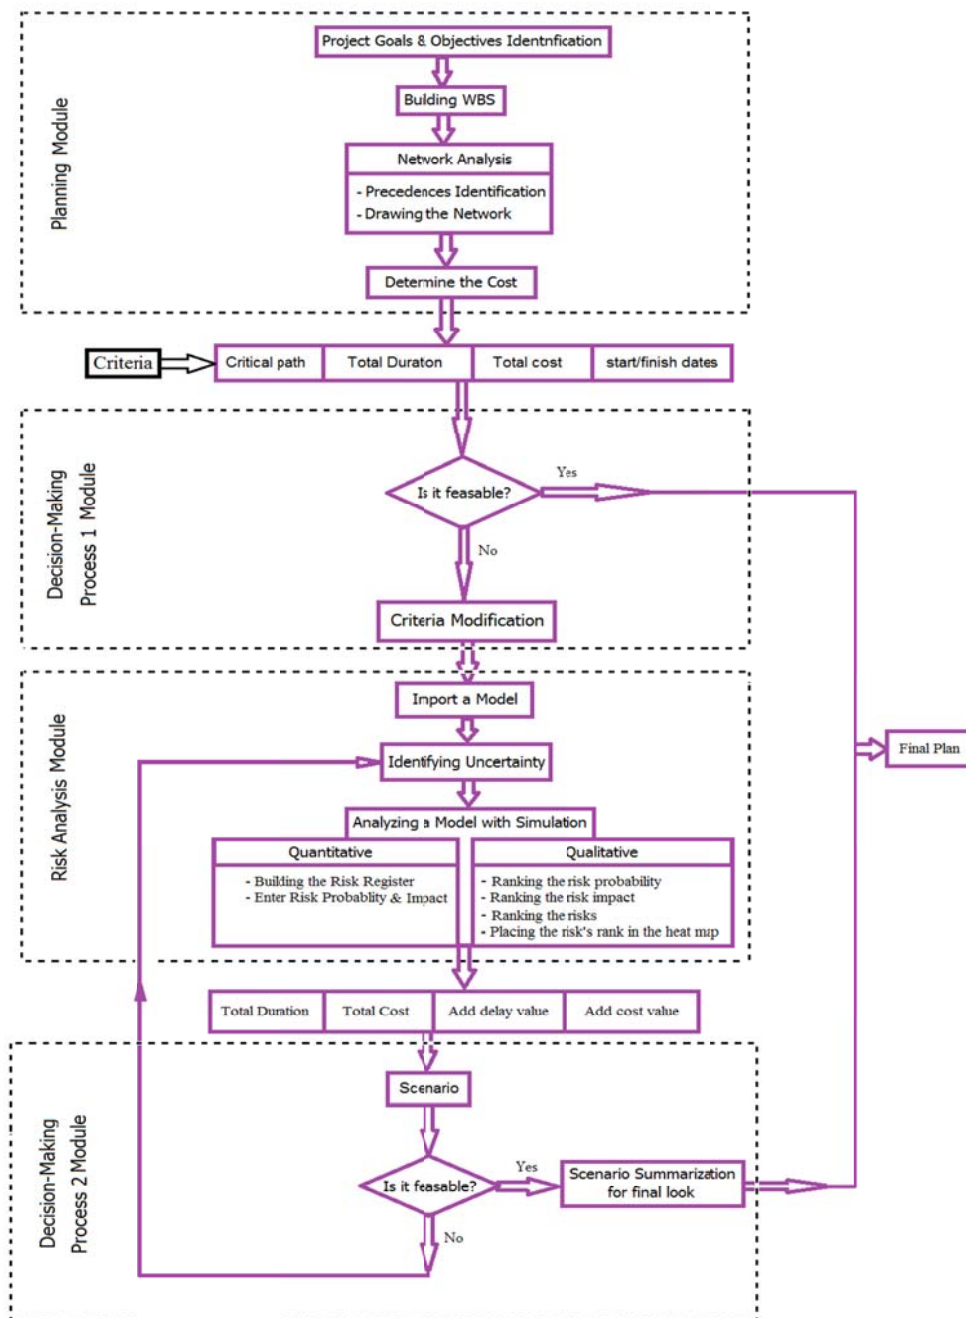 Project Goals & Objectives Identnfication
Bulding WBS
Network Analysis
- Precedences Identification
- Drawing the Network
Determine the Cost
Planning Module
Criteria
Critical path
Total Duraton
Total cost
start/finish dates
Decision-Making
Process 1 Module
Is it feasable?
Yes
No
Criteria Modification
Risk Analysis Module
Import a Model
Identifying Uncertainty
Analyzing a Model with Simulation
Quantitative
- Building the Risk Register
- Enter Risk Probablity & Impact
Qualitative
- Ranking the risk probability
- Ranking the risk impact
- Ranking the risks
- Placing the risk's rank in the heat map
Final Plan
Total Duration
Total Cost
Add delay value
Add cost value
Decision-Making
Process 2 Module
Scenario
Is it feasable?
Yes
No
Scenario Summarization
for final look